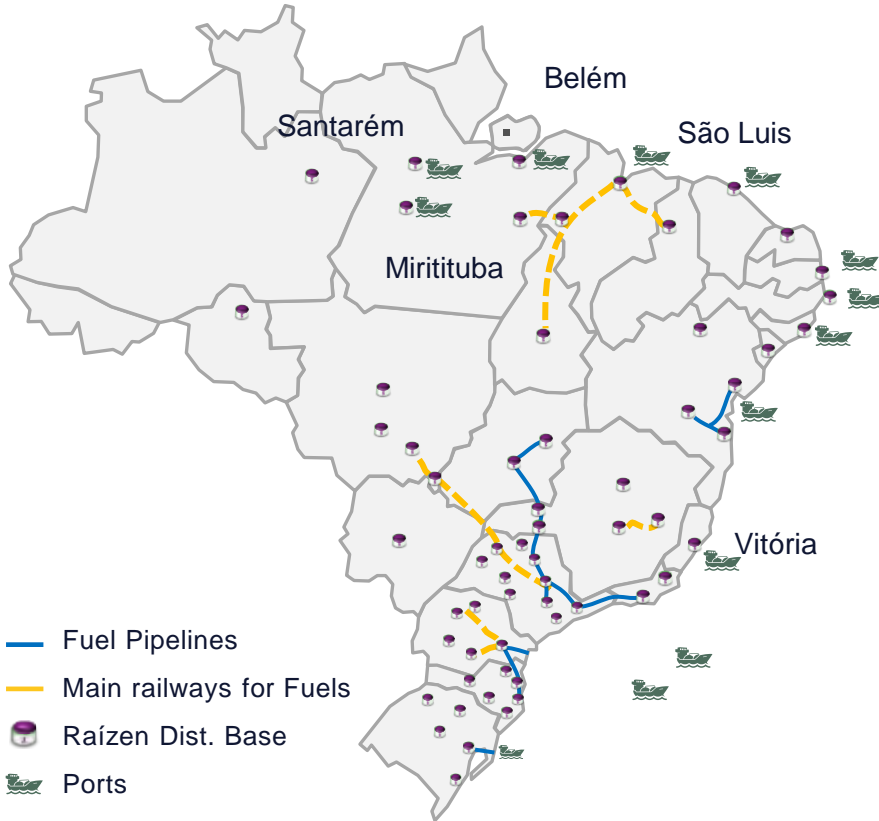 Belém
Santarém
São Luis
Miritituba
Vitória
Fuel Pipelines
Main railways for Fuels
Raízen Dist. Base
Ports